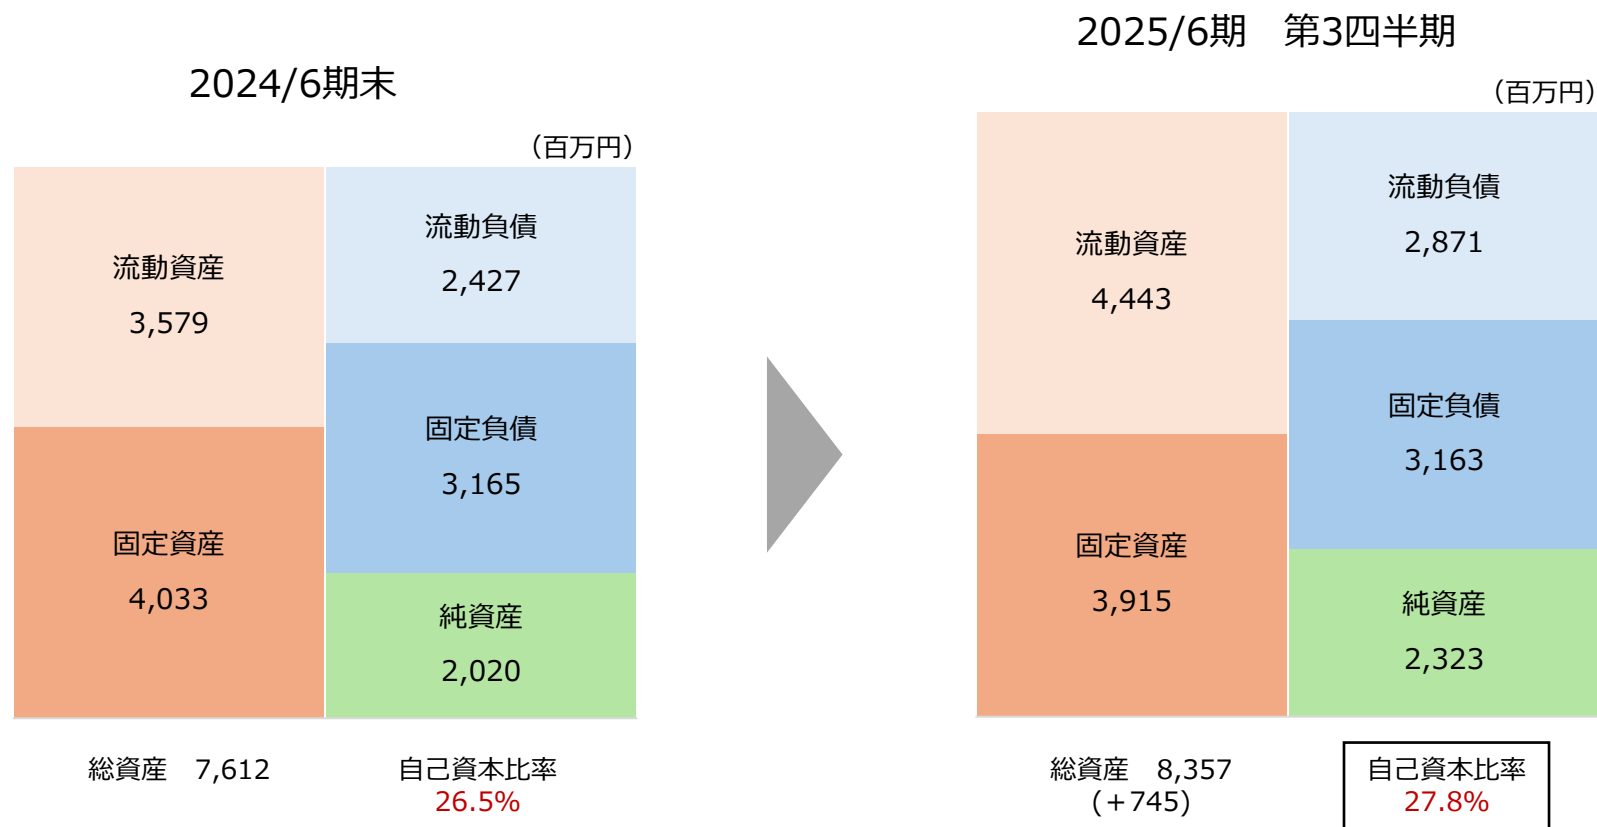 2024/6期末
（百万円）
流動資産
3,579
固定資産
4,033
流動負債
2,427
固定負債
3,165
純資産
2,020
総資産　7,612
自己資本比率
26.5%
2025/6期　第3四半期
（百万円）
流動資産
4,443
固定資産
3,915
流動負債
2,871
固定負債
3,163
純資産
2,323
総資産　8,357
（＋745）
自己資本比率
27.8%